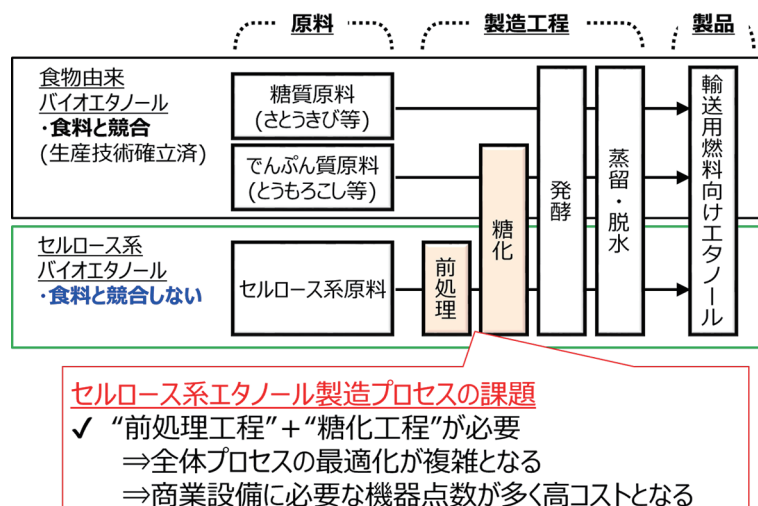 原料
製造工程
製品
食物由来
バイオエタノール
・食料と競合
(生産技術確立済)
糖質原料
(さとうきび等)
でんぷん質原料
(とうもろこし等)
セルロース系
バイオエタノール
・食料と競合しない
セルロース系原料
前処理
糖化
発酵
蒸留・脱水
輸送用燃料向けエタノール
セルロース系エタノール製造プロセスの課題
✓ “前処理工程”+“糖化工程”が必要
⇒全体プロセスの最適化が複雑となる
⇒商業設備に必要な機器点数が多く高コストとなる